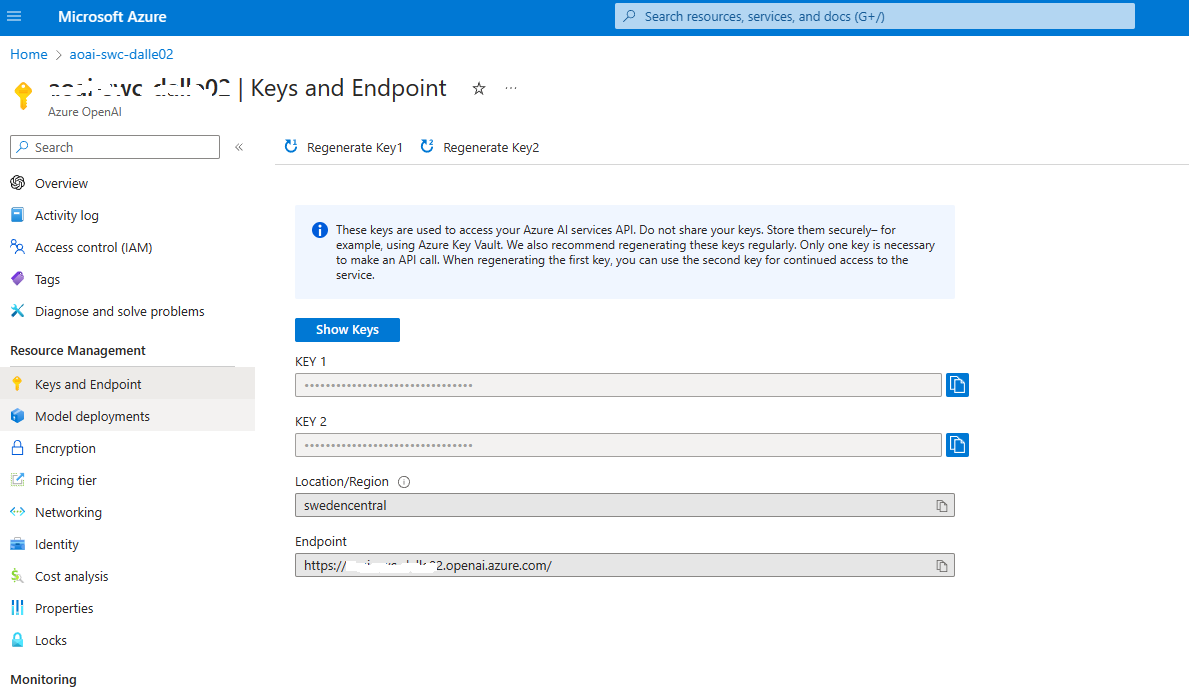 Microsoft Azure
Search resources, services, and docs (G+/)
Home > aoai-swc-dalle02
| Keys and Endpoint
Azure OpenAI
Search
Regenerate Key1
Regenerate Key2
Overview
Activity log
Access control (IAM)
Tags
Diagnose and solve problems
Resource Management
Keys and Endpoint
Model deployments
Encryption
Pricing tier
Networking
Identity
Cost analysis
Properties
Locks
Monitoring
These keys are used to access your Azure AI services API. Do not share your keys. Store them securely– for
example, using Azure Key Vault. We also recommend regenerating these keys regularly. Only one key is necessary
to make an API call. When regenerating the first key, you can use the second key for continued access to the
service.
Show Keys
KEY 1
KEY 2
Location/Region
swedencentral
Endpoint
https:// 2.openai.azure.com/